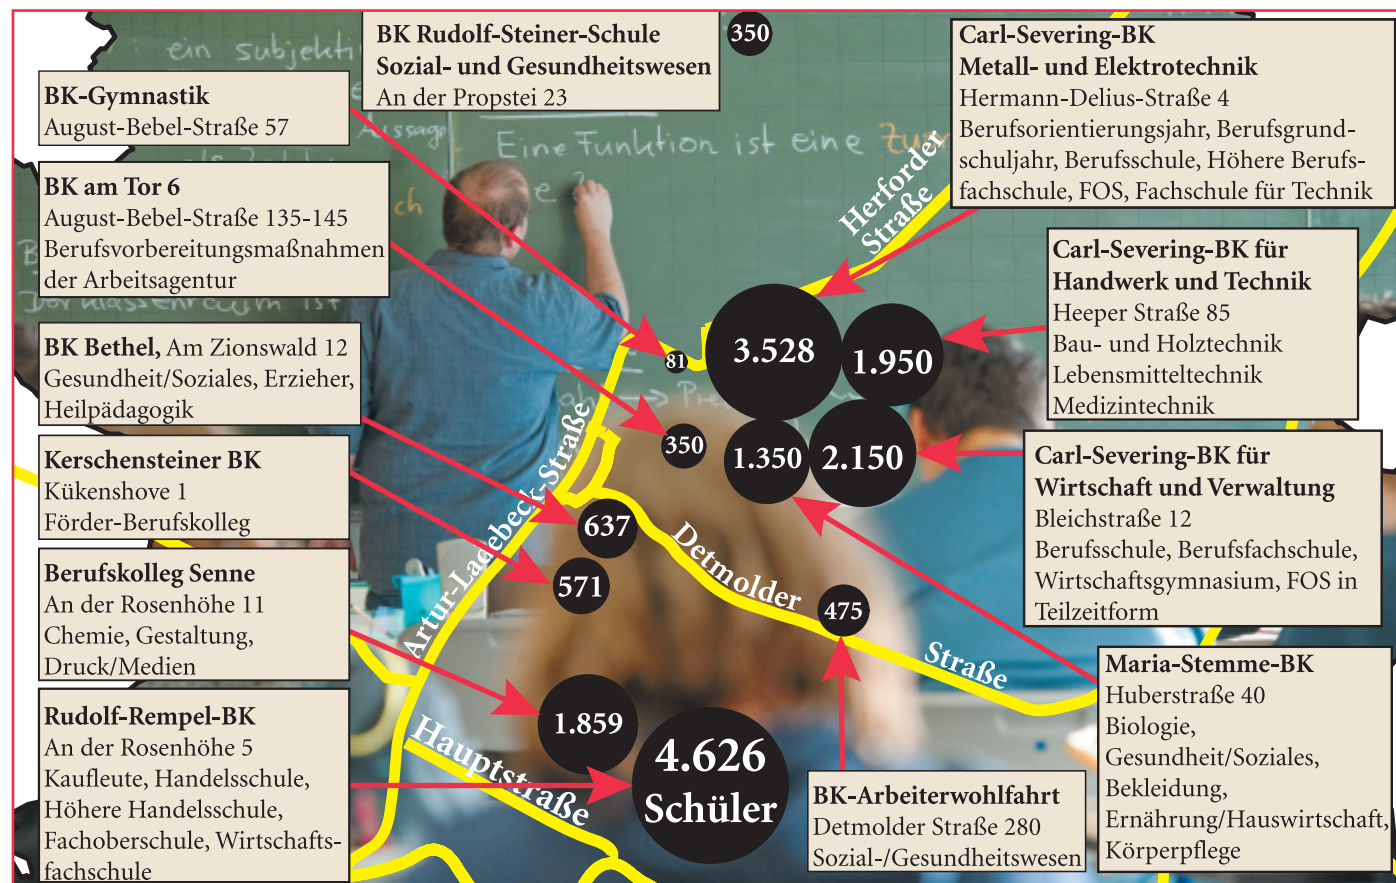 BK Rudolf-Steiner-Schule
Sozial- und Gesundheitswesen
An der Propstei 23
350
Carl-Severing-BK
Metall- und Elektrotechnik
Hermann-Delius-Straße 4
Berufsorientierungsjahr, Berufsgrund-
schuljahr, Berufsschule, Höhere Berufs-
fachschule, FOS, Fachschule für Technik
ein subjekti
Aussage
Eine Funktion ist eine
ch
BK-Gymnastik
August-Bebel-Straße 57
BK am Tor 6
August-Bebel-Straße 135-145
Berufsvorbereitungsmaßnahmen
der Arbeitsagentur
BK Bethel, Am Zionswald 12
Gesundheit/Soziales, Erzieher,
Heilpädagogik
Kerschensteiner BK
Kükenshove 1
Förder-Berufskolleg
Berufskolleg Senne
An der Rosenhöhe 11
Chemie, Gestaltung,
Druck/Medien
Rudolf-Rempel-BK
An der Rosenhöhe 5
Kaufleute, Handelsschule,
Höhere Handelsschule,
Fachoberschule, Wirtschafts-
fachschule
Herforder
Straße
81
3.528
1.950
350
1.350
2.150
637
571
475
1.859
4.626
Schüler
Artur-Ladebeck-Straße
Detmolder
Straße
Hauptstraße
Carl-Severing-BK für
Handwerk und Technik
Heeper Straße 85
Bau- und Holztechnik
Lebensmitteltechnik
Medizintechnik
Carl-Severing-BK für
Wirtschaft und Verwaltung
Bleichstraße 12
Berufsschule, Berufsfachschule,
Wirtschaftsgymnasium, FOS in
Teilzeitform
Maria-Stemme-BK
Huberstraße 40
Biologie,
Gesundheit/Soziales,
Bekleidung,
Ernährung/Hauswirtschaft,
Körperpflege
BK-Arbeiterwohlfahrt
Detmolder Straße 280
Sozial-/Gesundheitswesen